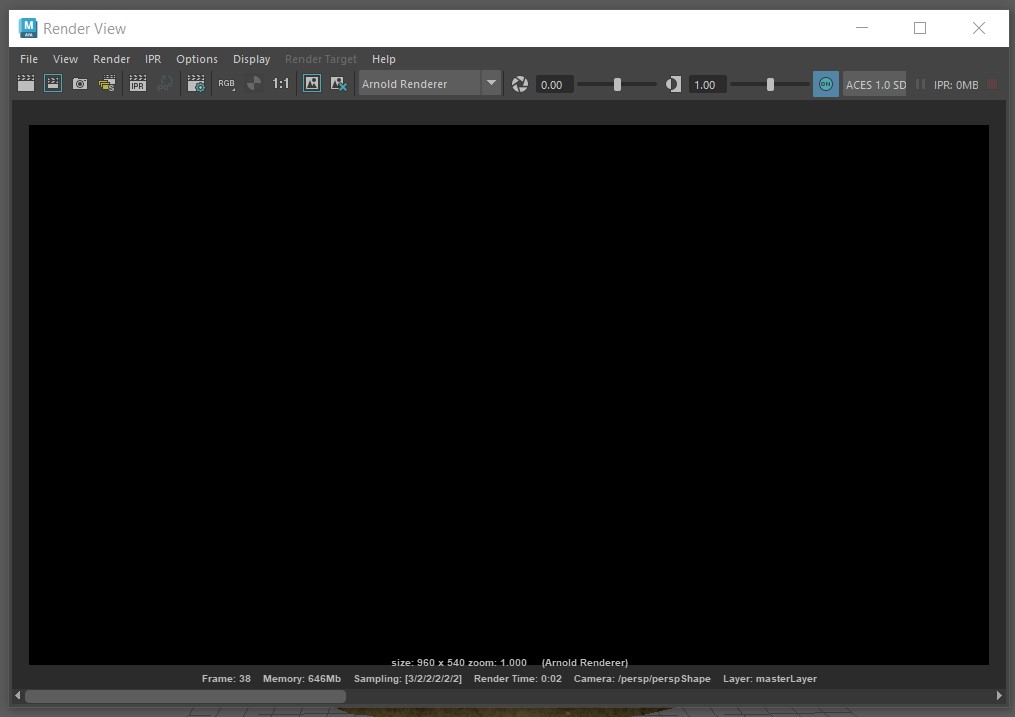 M
Render View
File View Render IPR Options Display Render Target Help
IPR RGB 1:1 Arnold Renderer 0.00 1.00 ON ACES 1.0 SD IPR: 0MB
size: 960 x 540 zoom: 1.000 (Arnold Renderer)
Frame: 38 Memory: 646Mb Sampling: [3/2/2/2/2/2] Render Time: 0:02 Camera: /persp/perspShape Layer: masterLayer